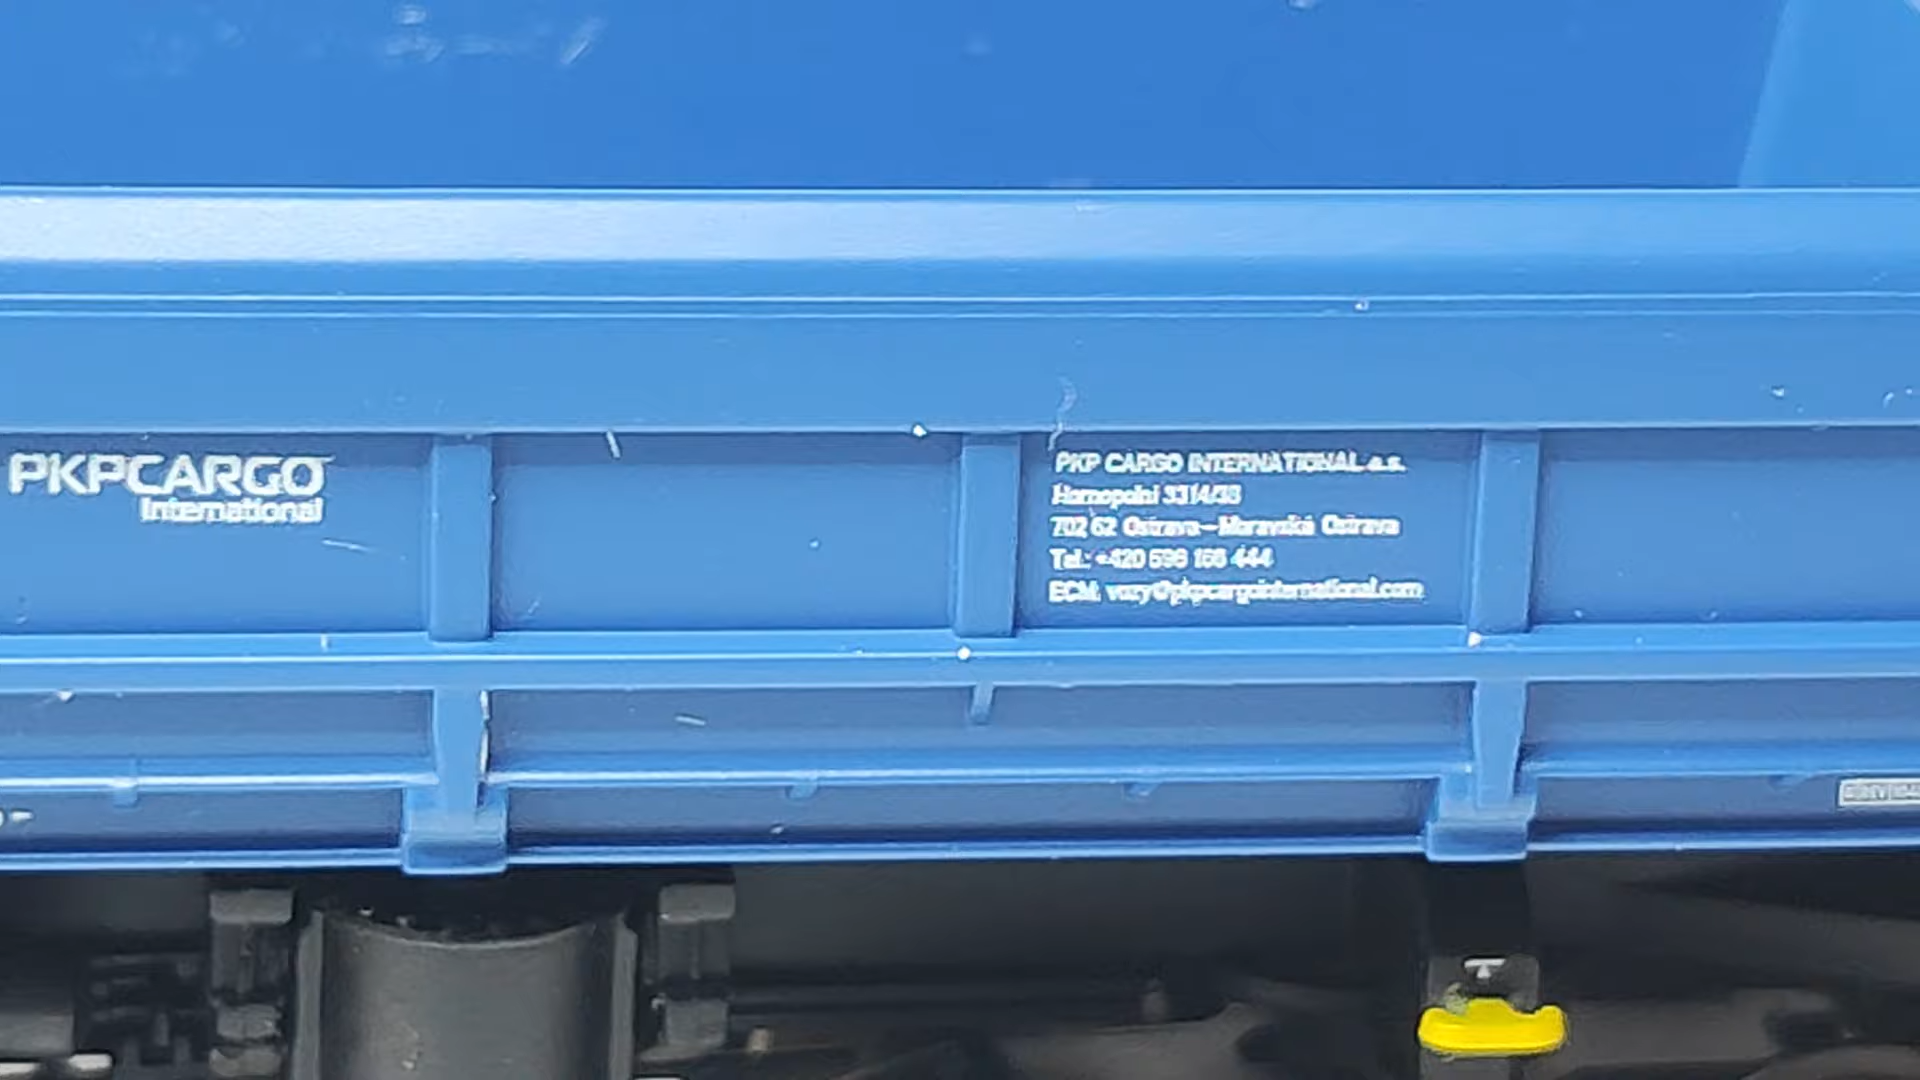 PKPCARGO
International
PKP CARGO INTERNATIONAL a.s.
Hornopolní 3314/38
702 62 Ostrava - Moravská Ostrava
Tel.: +420 596 166 444
ECM: vozy@pkpcargointernational.com